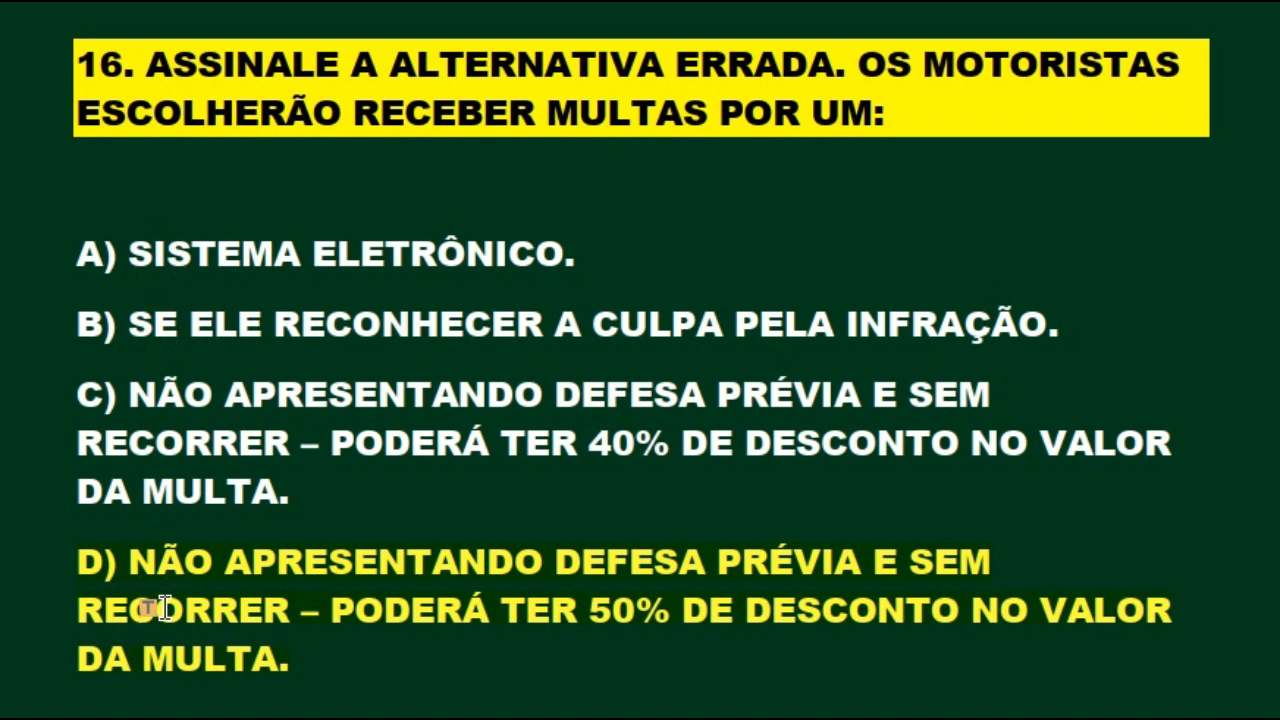 16. ASSINALE A ALTERNATIVA ERRADA. OS MOTORISTAS
ESCOLHERÃO RECEBER MULTAS POR UM:
A) SISTEMA ELETRÔNICO.
B) SE ELE RECONHECER A CULPA PELA INFRAÇÃO.
C) NÃO APRESENTANDO DEFESA PRÉVIA E SEM
RECORRER – PODERÁ TER 40% DE DESCONTO NO VALOR
DA MULTA.
D) NÃO APRESENTANDO DEFESA PRÉVIA E SEM
RECORRER – PODERÁ TER 50% DE DESCONTO NO VALOR
DA MULTA.